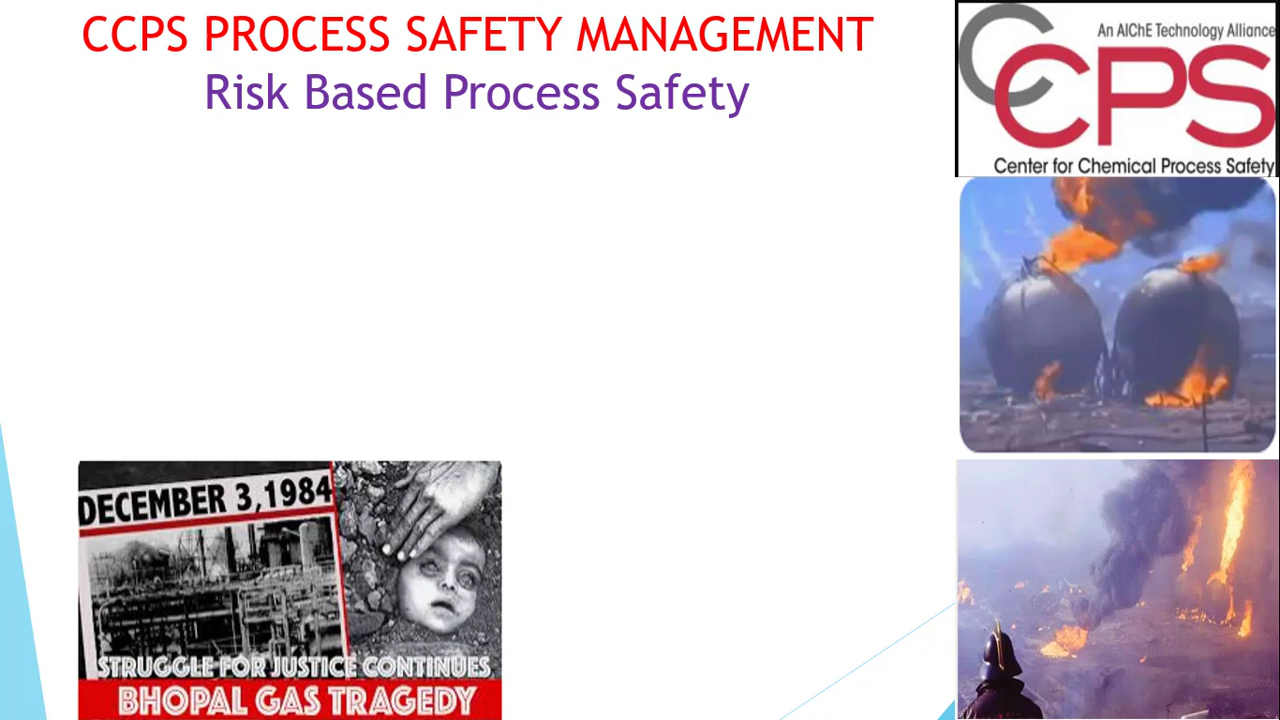 CCPS PROCESS SAFETY MANAGEMENT
Risk Based Process Safety
An AIChE Technology Alliance
CCPS
Center for Chemical Process Safety
DECEMBER 3,1984
STRUGGLE FOR JUSTICE CONTINUES
BHOPAL GAS TRAGEDY